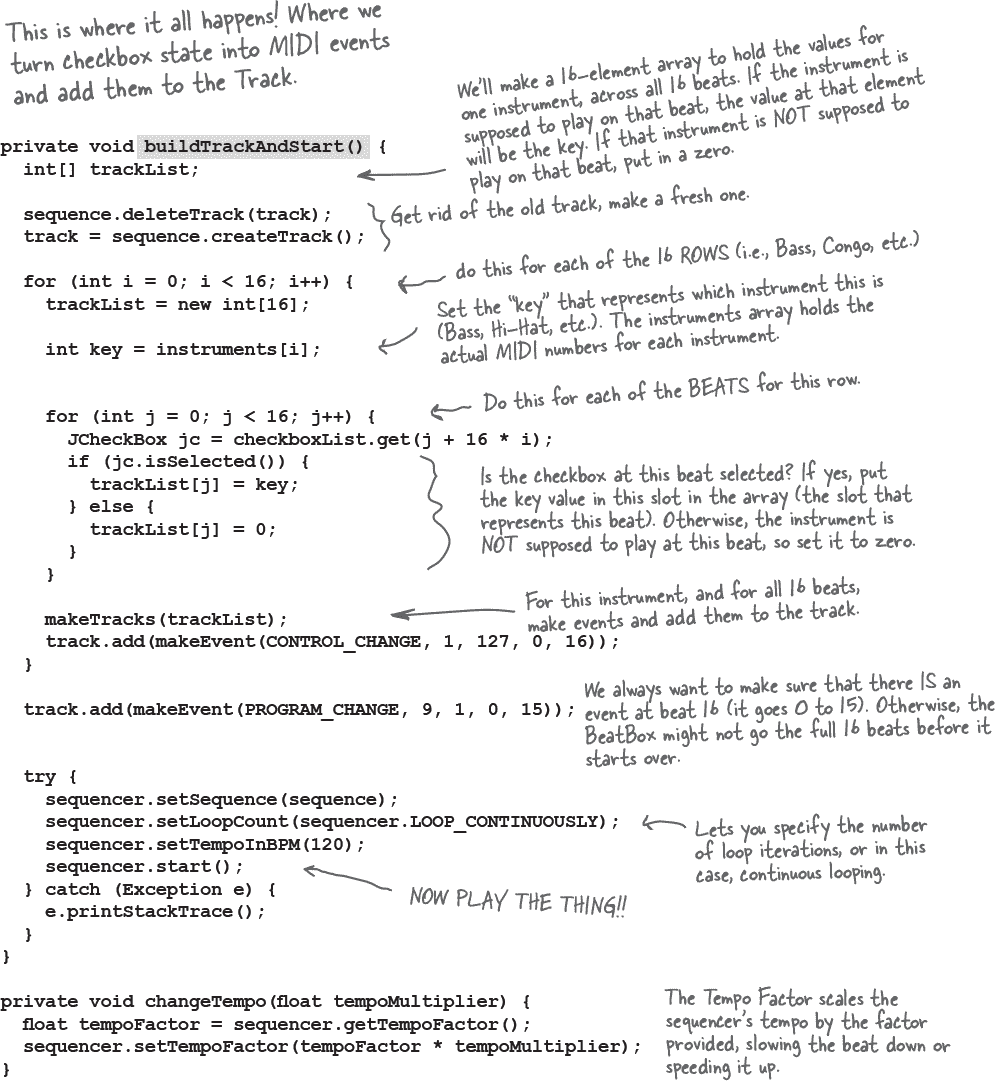 This is where it all happens! Where we
turn checkbox state into MIDI events
and add them to the Track.
We'll make a 16-element array to hold the values for
one instrument, across all 16 beats. If the instrument is
supposed to play on that beat, the value at that element
will be the key. If that instrument is NOT supposed to
play on that beat, put in a zero.
private void buildTrackAndStart() {
int[] trackList;
sequence.deleteTrack(track);
track = sequence.createTrack();
Get rid of the old track, make a fresh one.
for (int i = 0; i < 16; i++) {
do this for each of the 16 ROWS (i.e., Bass, Congo, etc.)
trackList = new int[16];
int key = instruments[i];
Set the "key" that represents which instrument this is
(Bass, Hi-Hat, etc.). The instruments array holds the
actual MIDI numbers for each instrument.
for (int j = 0; j < 16; j++) {
Do this for each of the BEATS for this row.
JCheckBox jc = checkboxList.get(j + 16 * i);
if (jc.isSelected()) {
trackList[j] = key;
} else {
trackList[j] = 0;
}
}
Is the checkbox at this beat selected? If yes, put
the key value in this slot in the array (the slot that
represents this beat). Otherwise, the instrument is
NOT supposed to play at this beat, so set it to zero.
makeTracks(trackList);
track.add(makeEvent(CONTROL_CHANGE, 1, 127, 0, 16));
}
For this instrument, and for all 16 beats,
make events and add them to the track.
track.add(makeEvent(PROGRAM_CHANGE, 9, 1, 0, 15));
We always want to make sure that there IS an
event at beat 16 (it goes 0 to 15). Otherwise, the
BeatBox might not go the full 16 beats before it
starts over.
try {
sequencer.setSequence(sequence);
sequencer.setLoopCount(sequencer.LOOP_CONTINUOUSLY);
sequencer.setTempoInBPM(120);
sequencer.start();
Lets you specify the number
of loop iterations, or in this
case, continuous looping.
} catch (Exception e) {
NOW PLAY THE THING!!
e.printStackTrace();
}
}
private void changeTempo(float tempoMultiplier) {
float tempoFactor = sequencer.getTempoFactor();
sequencer.setTempoFactor(tempoFactor * tempoMultiplier);
}
The Tempo Factor scales the
sequencer's tempo by the factor
provided, slowing the beat down or
speeding it up.